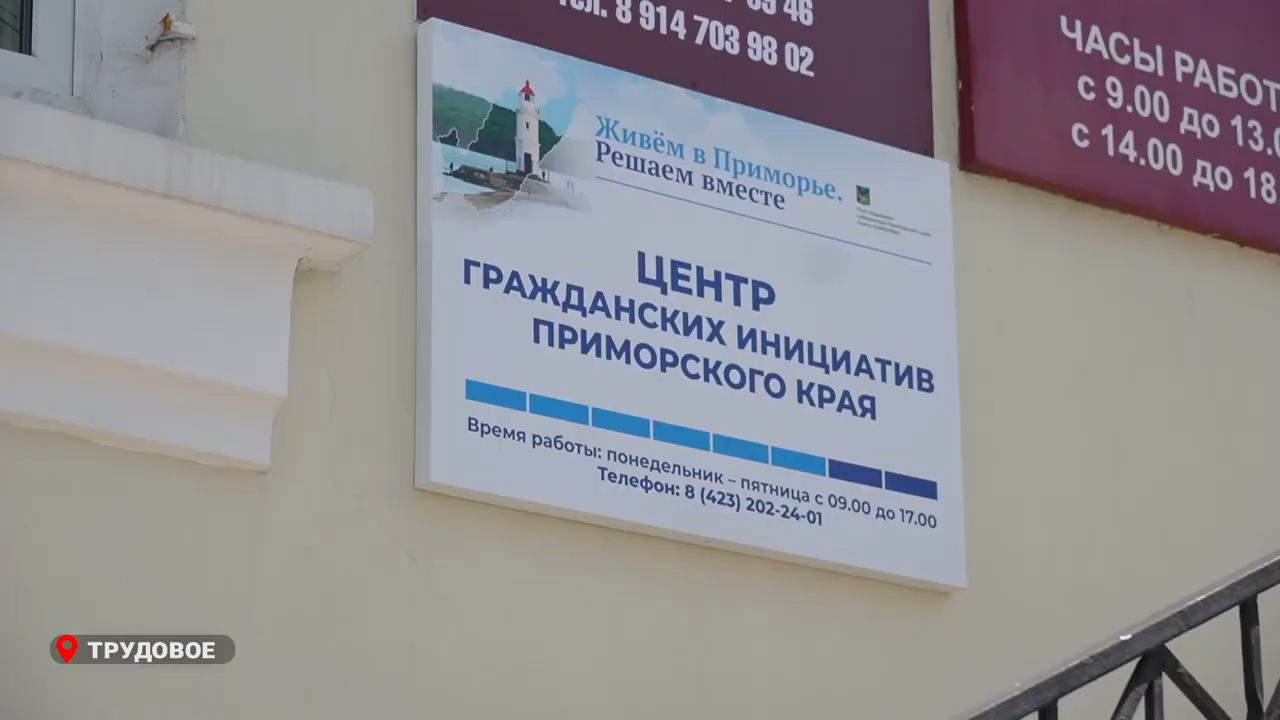 тел. 8 914 703 98 02
ЧАСЫ РАБОТ
с 9.00 до 13.0
с 14.00 до 18
Живём в Приморье.
Решаем вместе
ЦЕНТР
ГРАЖДАНСКИХ ИНИЦИАТИВ
ПРИМОРСКОГО КРАЯ
Время работы: понедельник – пятница с 09.00 до 17.00
Телефон: 8 (423) 202-24-01
ТРУДОВОЕ